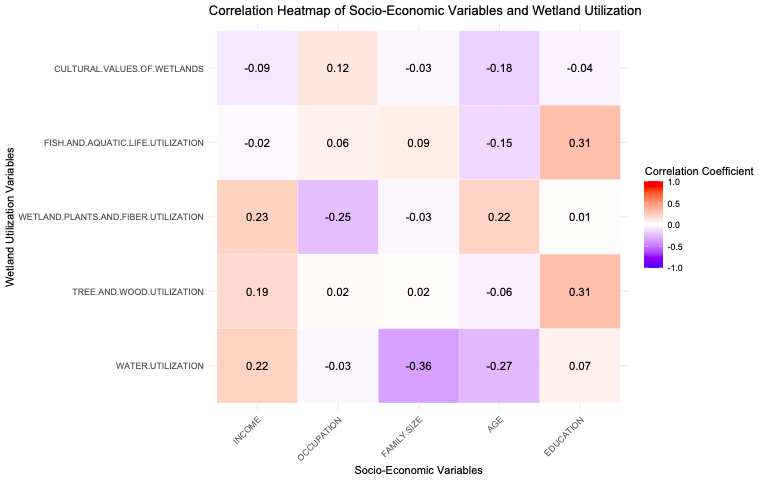 Correlation Heatmap of Socio-Economic Variables and Wetland Utilization
Wetland Utilization Variables
CULTURAL.VALUES.OF.WETLANDS -0.09 0.12 -0.03 -0.18 -0.04
FISH.AND.AQUATIC.LIFE.UTILIZATION -0.02 0.06 0.09 -0.15 0.31
WETLAND.PLANTS.AND.FIBER.UTILIZATION 0.23 -0.25 -0.03 0.22 0.01
TREE.AND.WOOD.UTILIZATION 0.19 0.02 0.02 -0.06 0.31
WATER.UTILIZATION 0.22 -0.03 -0.36 -0.27 0.07
INCOME OCCUPATION FAMILY.SIZE AGE EDUCATION
Socio-Economic Variables
Correlation Coefficient
1.0
0.5
0.0
-0.5
-1.0